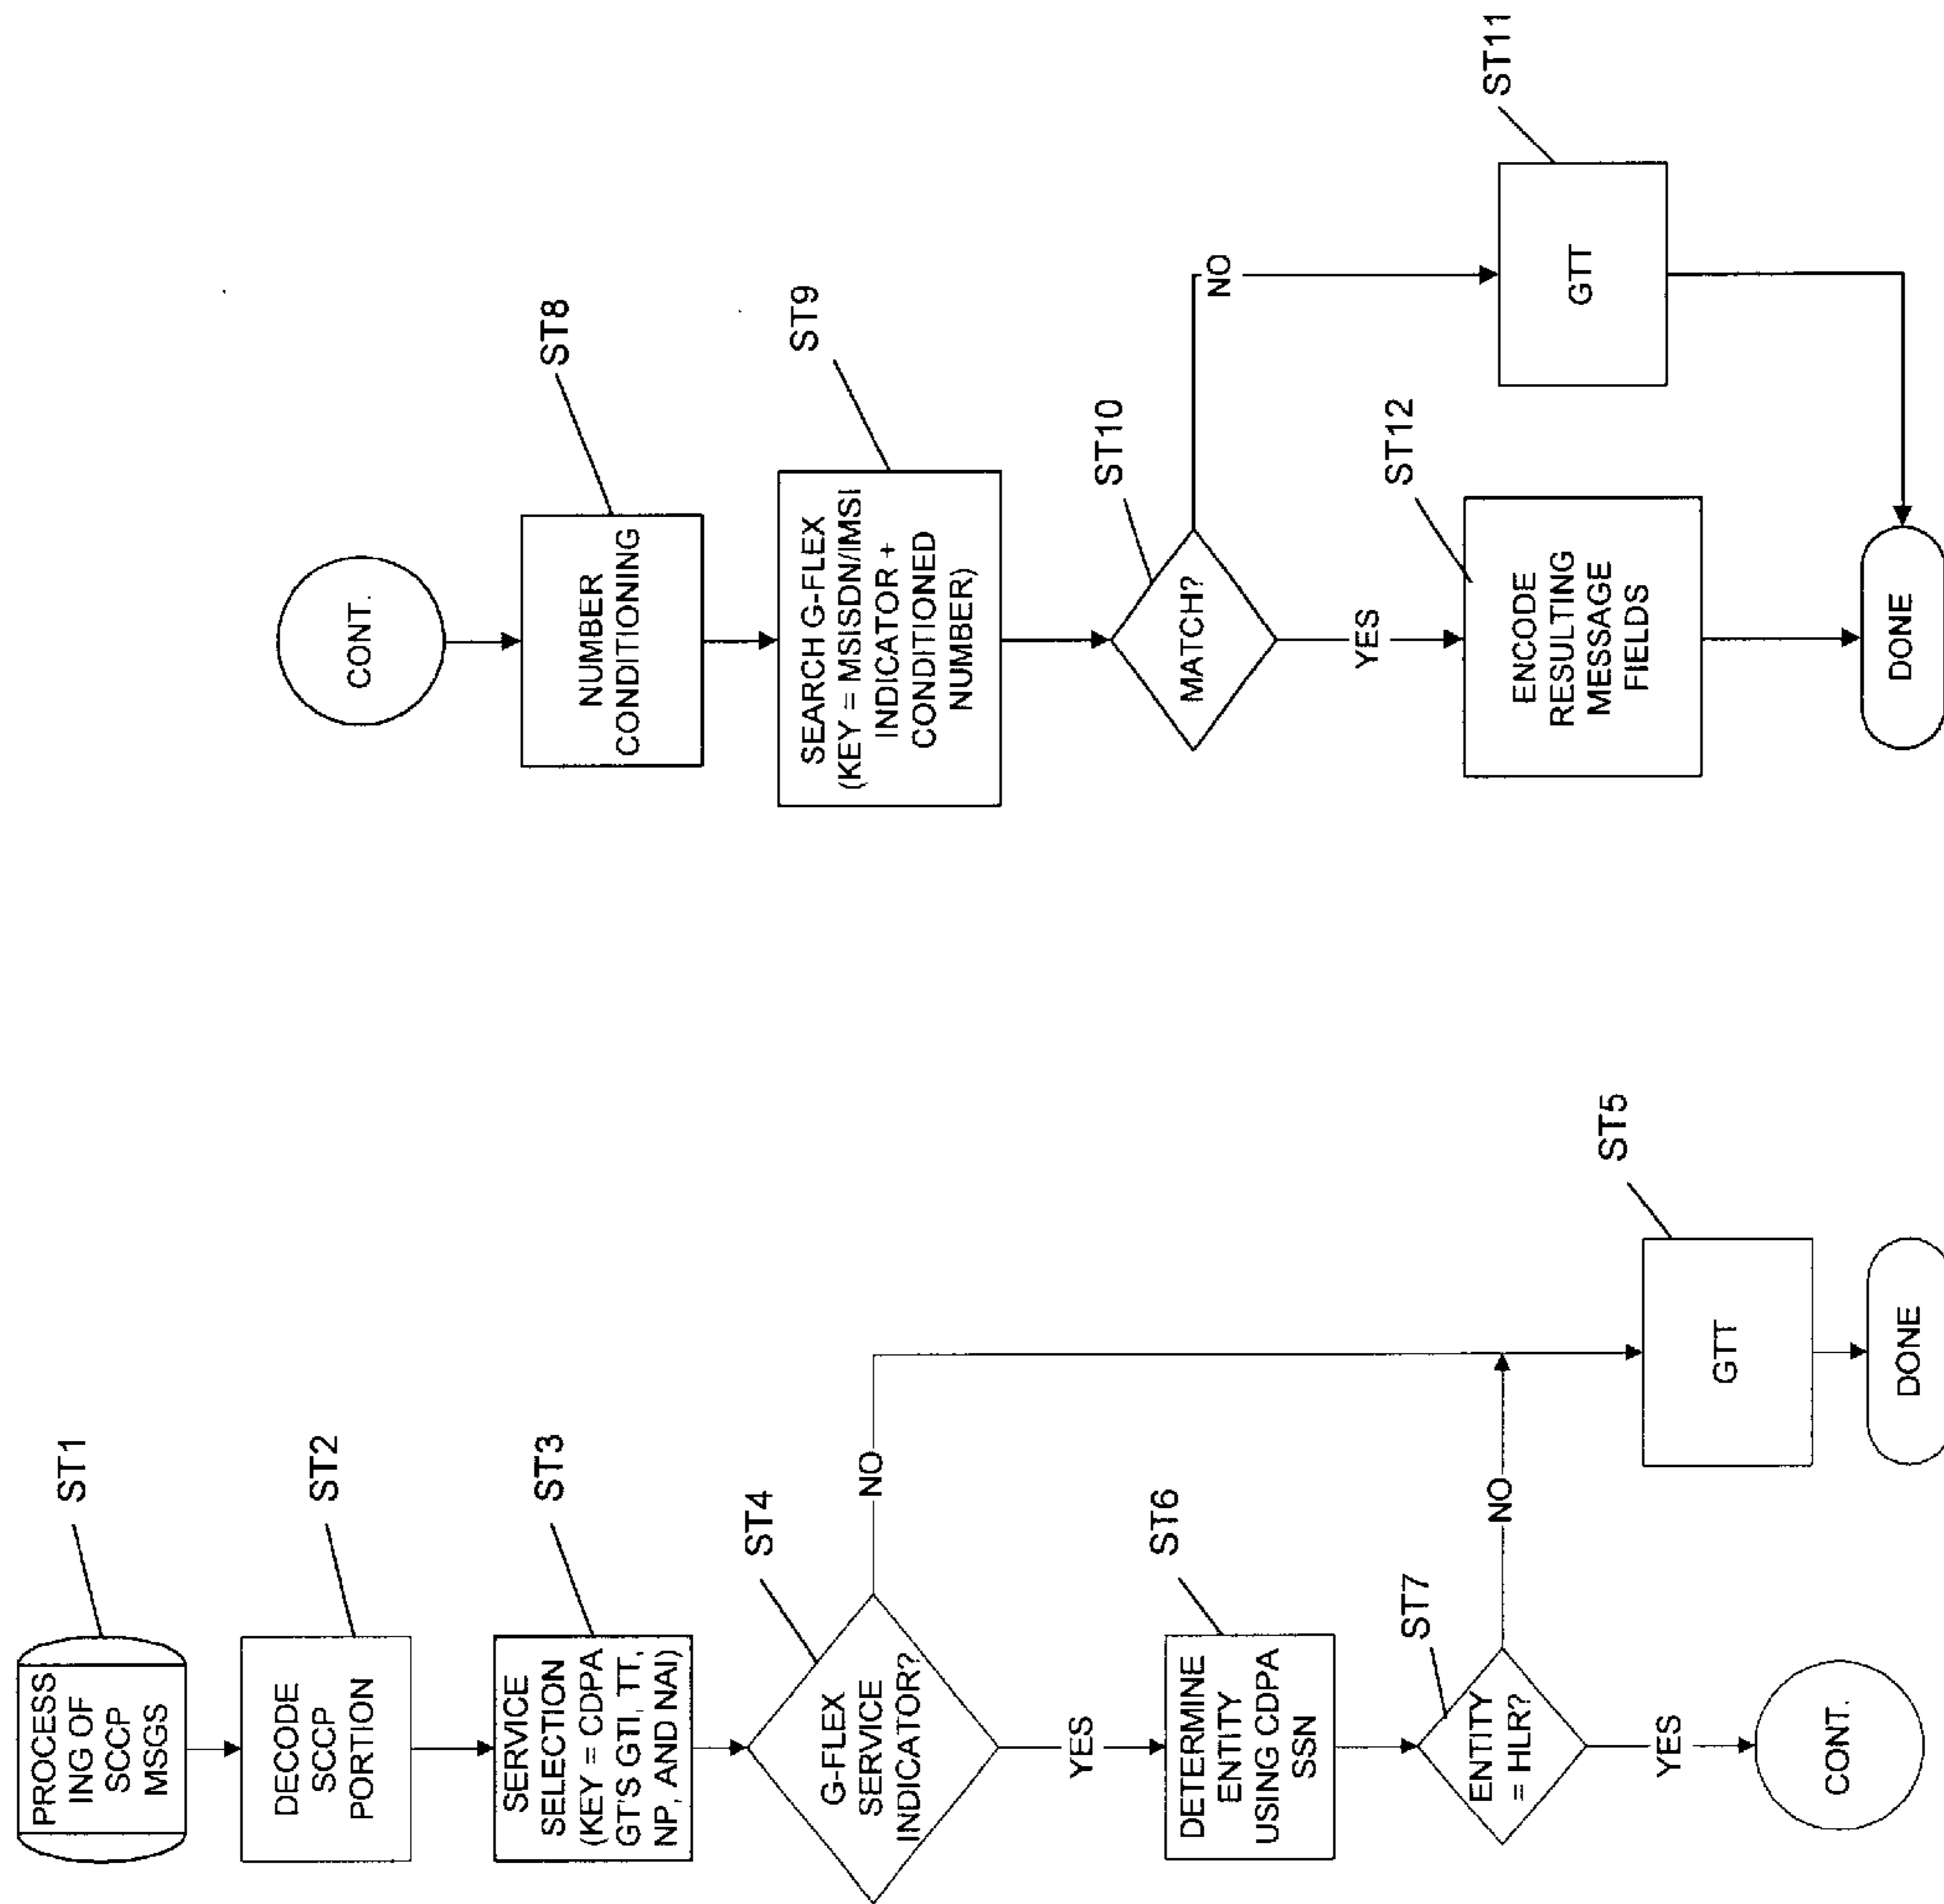 PROCESS
ING OF
SCCP
MSGS
ST1
DECODE
SCCP
PORTION
ST2
SERVICE
SELECTION
(KEY = CDPA
GT'S GTI, TT,
NP, AND NAI)
ST3
G-FLEX
SERVICE
INDICATOR?
ST4
NO
YES
DETERMINE
ENTITY
USING CDPA
SSN
ST6
ENTITY
= HLR?
ST7
NO
YES
CONT.
GTT
ST5
DONE
CONT.
NUMBER
CONDITIONING
ST8
SEARCH G-FLEX
(KEY = MSISDN/IMSI
INDICATOR +
CONDITIONED
NUMBER)
ST9
MATCH?
ST10
NO
YES
ENCODE
RESULTING
MESSAGE
FIELDS
ST12
GTT
ST11
DONE